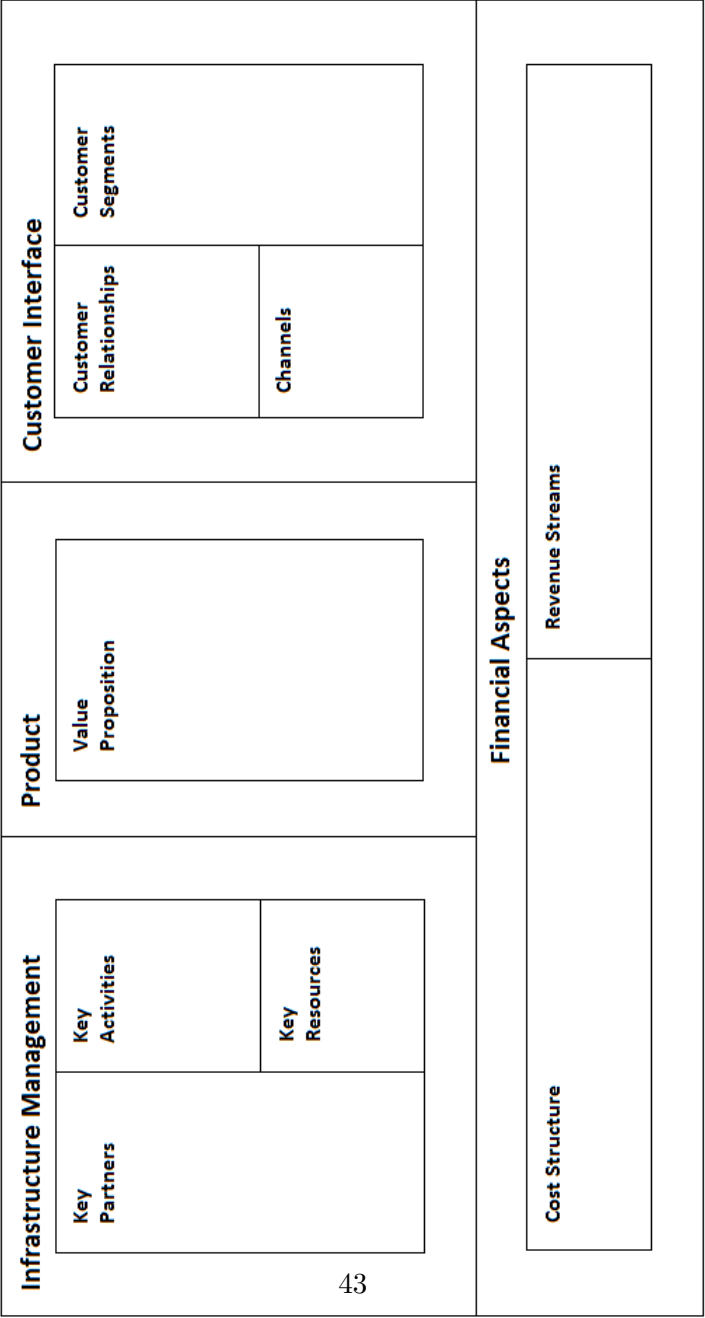 Infrastructure Management
Key
Partners
Key
Activities
Key
Resources
Product
Value
Proposition
Customer Interface
Customer
Relationships
Channels
Customer
Segments
Financial Aspects
Cost Structure
Revenue Streams
43